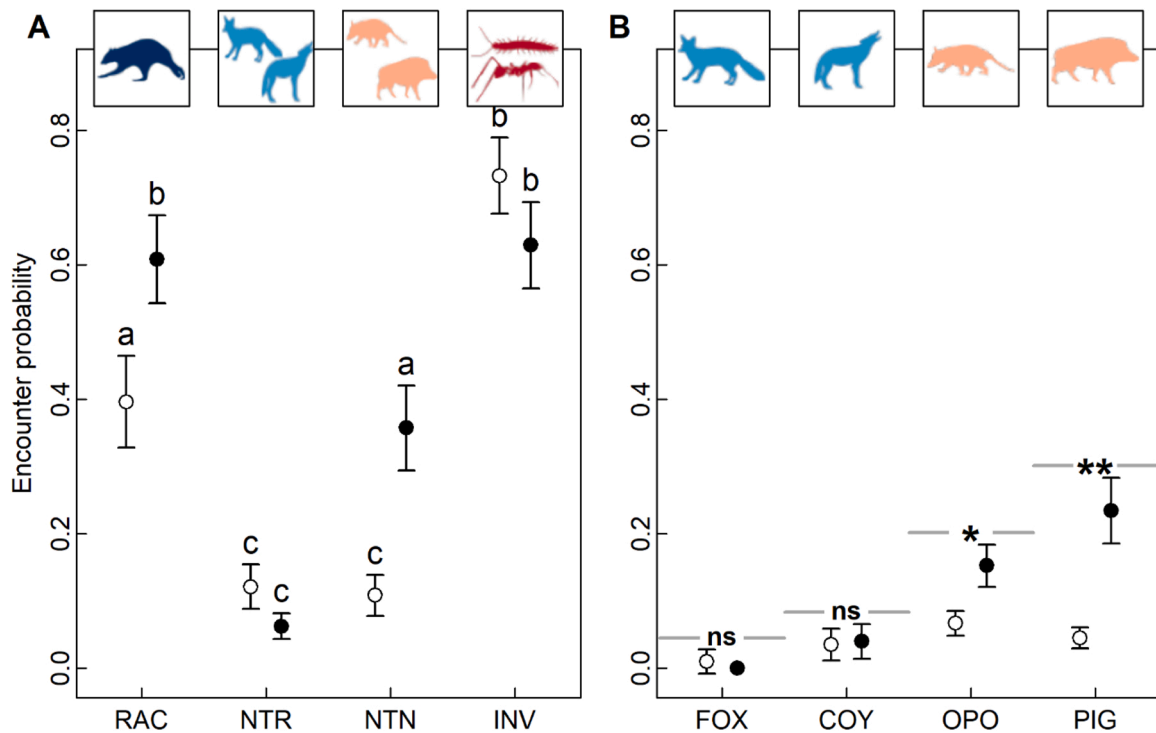 A
B
Encounter probability
0.8
0.6
0.4
0.2
0.0
a
b
c
c
c
a
b
b
RAC
NTR
NTN
INV
0.8
0.6
0.4
0.2
0.0
ns
ns
*
**
FOX
COY
OPO
PIG